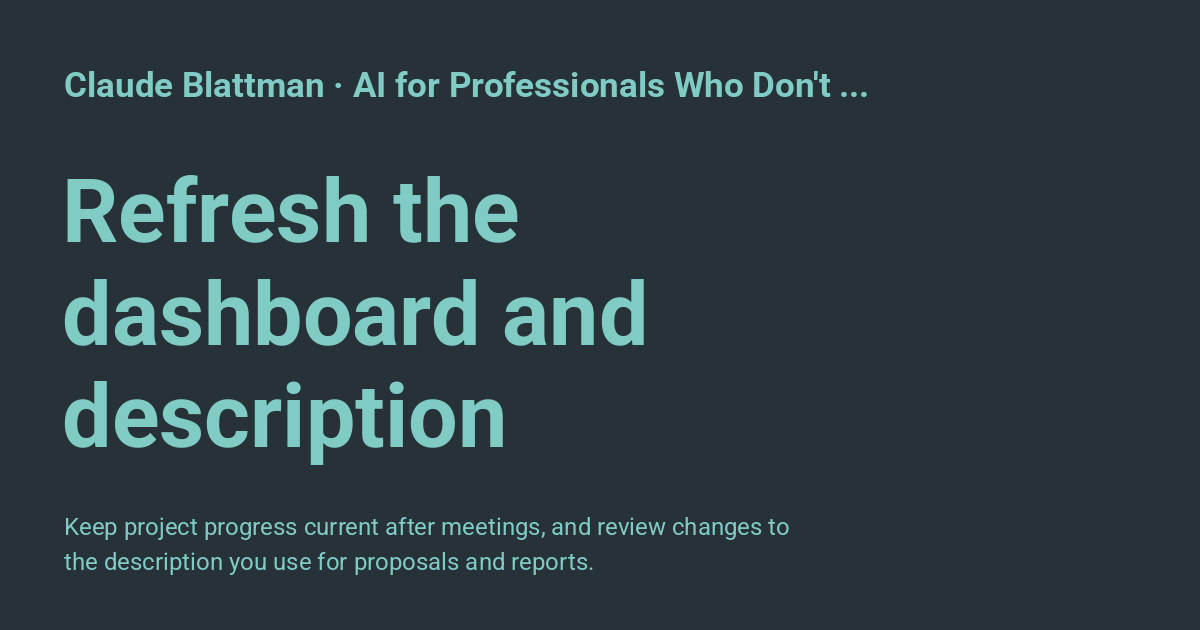 Claude Blattman · AI for Professionals Who Don't ...
Refresh the
dashboard and
description
Keep project progress current after meetings, and review changes to
the description you use for proposals and reports.